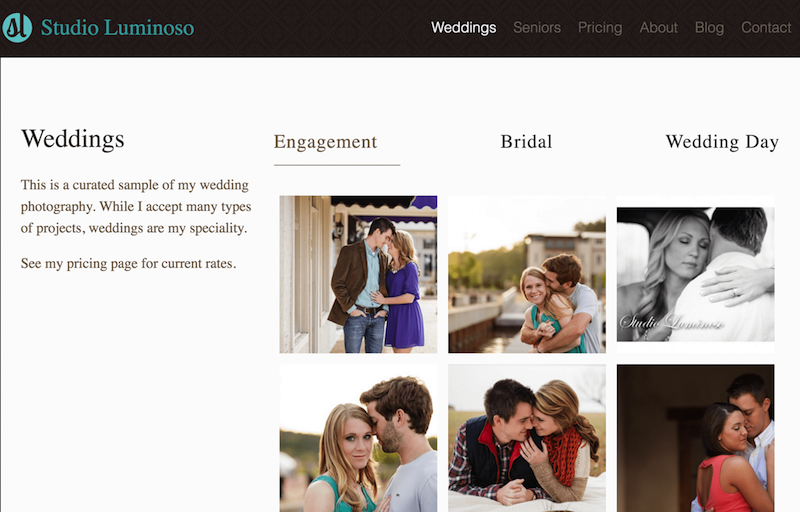 Studio Luminoso
Weddings Seniors Pricing About Blog Contact
Weddings
Engagement Bridal Wedding Day
This is a curated sample of my wedding
photography. While I accept many types
of projects, weddings are my speciality.
See my pricing page for current rates.
Studio Luminoso